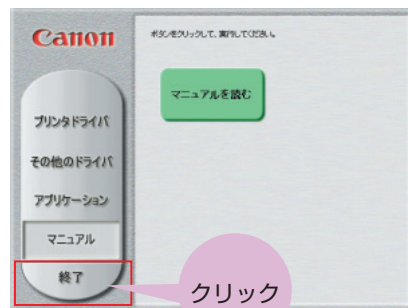 Canon
ボタンをクリックして、実行してください。
マニュアルを読む
プリンタドライバ
その他のドライバ
アプリケーション
マニュアル
終了
クリック